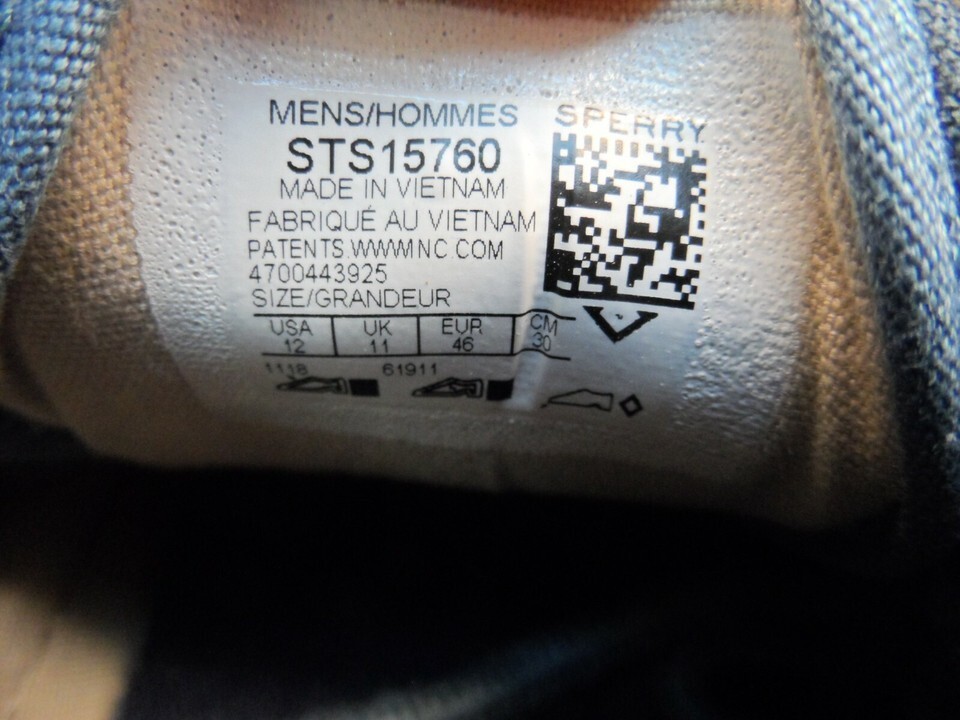 MENS/HOMMES
SPERRY
STS15760
MADE IN VIETNAM
FABRIQUÉ AU VIETNAM
PATENTS.WWWMNC.COM
4700443925
SIZE/GRANDEUR
USA UK EUR CM
12 11 46 30
1118 61911